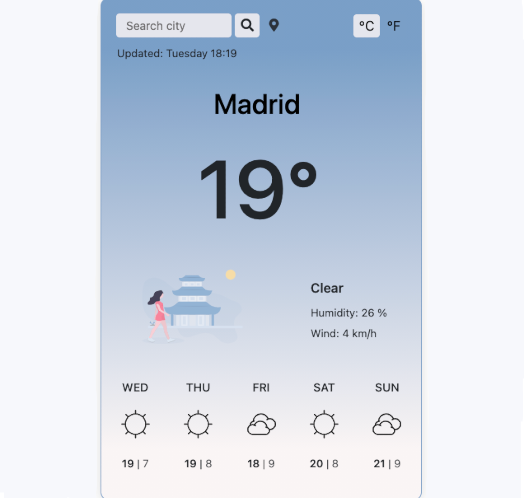 Search city °C °F
Updated: Tuesday 18:19
Madrid
19°
Clear
Humidity: 26 %
Wind: 4 km/h
WED THU FRI SAT SUN
19 | 7 19 | 8 18 | 9 20 | 8 21 | 9